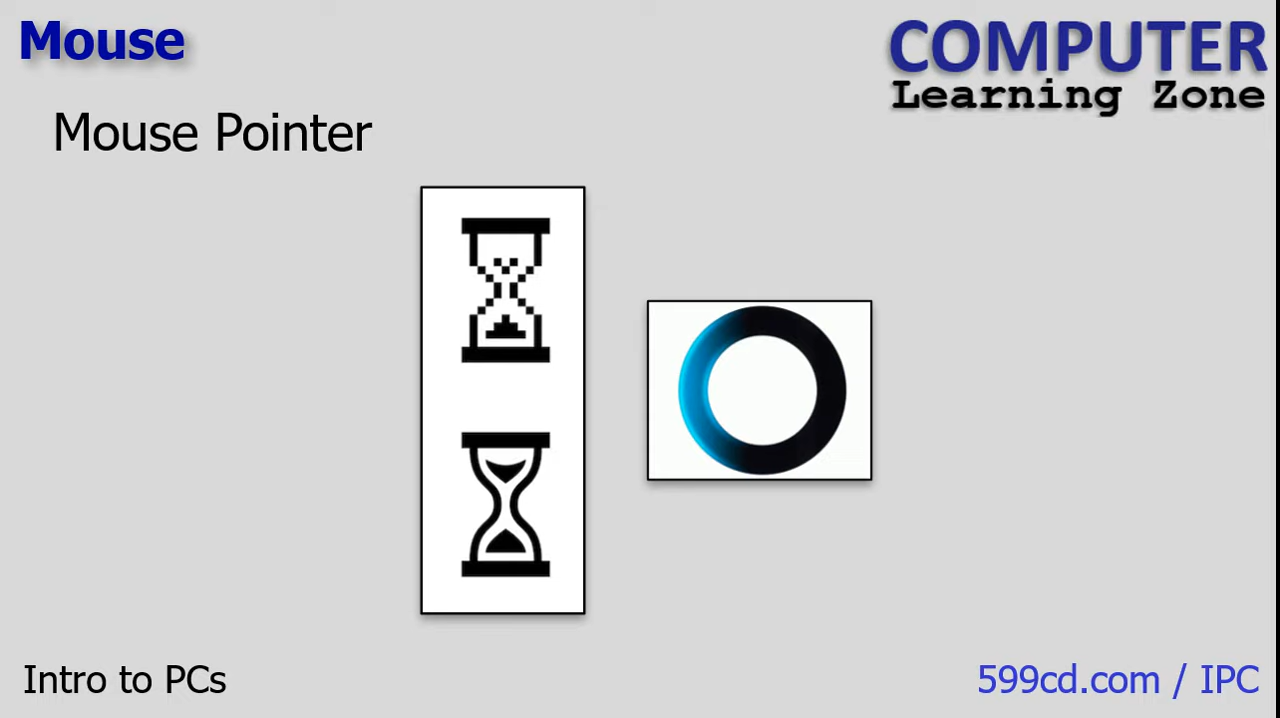 Mouse
COMPUTER
Learning Zone
Mouse Pointer
Intro to PCs
599cd.com / IPC